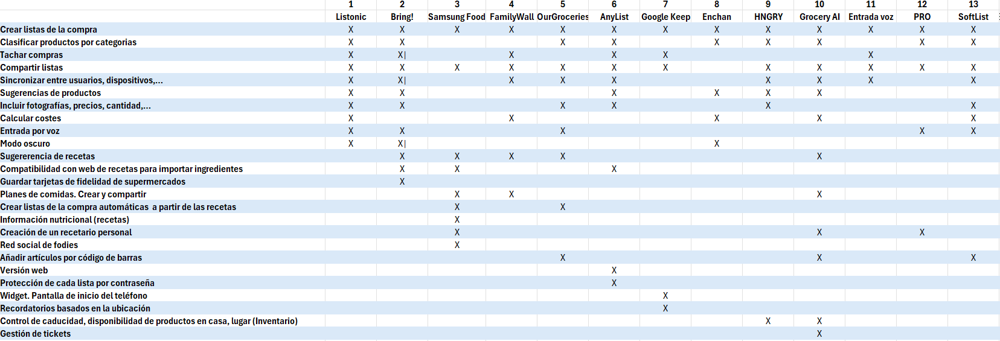 1 2 3 4 5 6 7 8 9 10 11 12 13
Listonic Bring! Samsung Food FamilyWall OurGroceries AnyList Google Keep Enchan HNGRY Grocery AI Entrada voz PRO SoftList
Crear listas de la compra X X X X X X X X X X X X X
Clasificar productos por categorias X X X X X X X X X
Tachar compras X X| X X X X
Compartir listas X X X X X X X X X X X X
Sincronizar entre usuarios, dispositivos,... X X| X X X X X X X
Sugerencias de productos X X X X X X
Incluir fotografías, precios, cantidad,... X X X X X X
Calcular costes X X X X X
Entrada por voz X X X X X
Modo oscuro X X| X
Sugererencia de recetas X X X X X
Compatibilidad con web de recetas para importar ingredientes X X X
Guardar tarjetas de fidelidad de supermercados X
Planes de comidas. Crear y compartir X X X
Crear listas de la compra automáticas a partir de las recetas X X
Información nutricional (recetas) X
Creación de un recetario personal X X X
Red social de fodies X
Añadir artículos por código de barras X X X
Versión web X
Protección de cada lista por contraseña X
Widget. Pantalla de inicio del teléfono X
Recordatorios basados en la ubicación X
Control de caducidad, disponibilidad de productos en casa, lugar (Inventario) X X
Gestión de tickets X